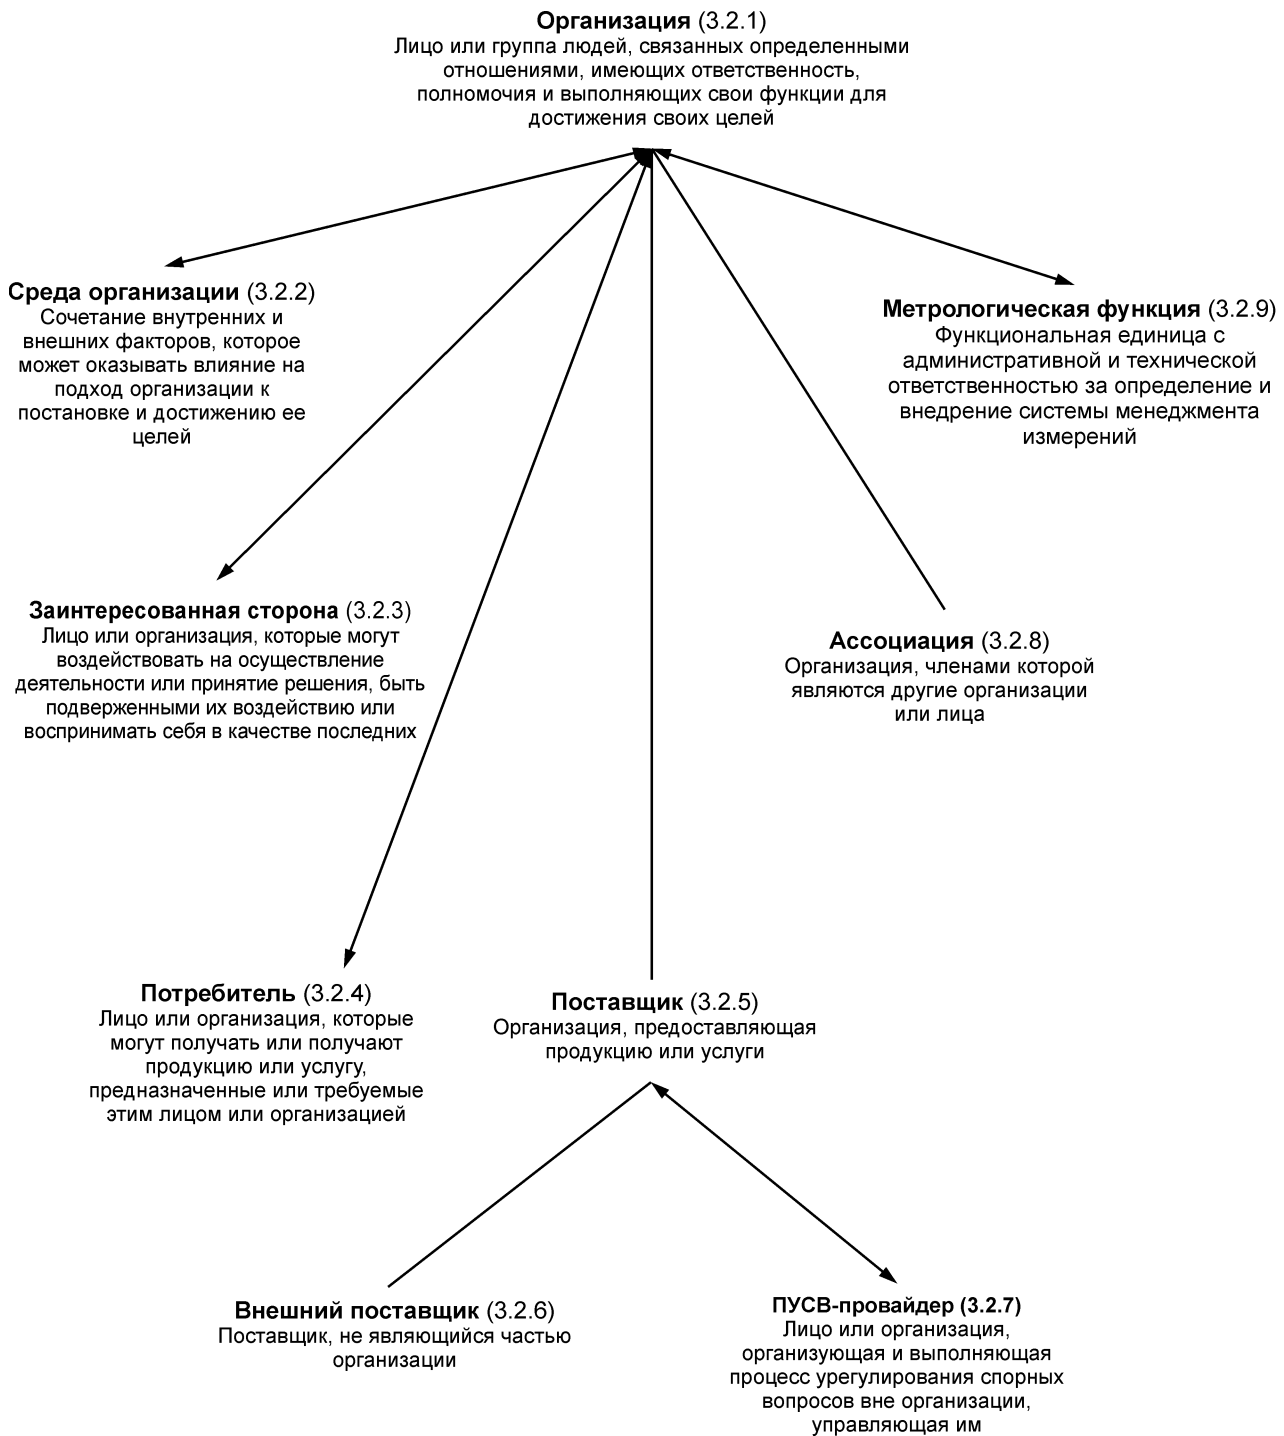 Организация (3.2.1)
Лицо или группа людей, связанных определенными
отношениями, имеющих ответственность,
полномочия и выполняющих свои функции для
достижения своих целей
Среда организации (3.2.2)
Сочетание внутренних и
внешних факторов, которое
может оказывать влияние на
подход организации к
постановке и достижению ее
целей
Метрологическая функция (3.2.9)
Функциональная единица с
административной и технической
ответственностью за определение и
внедрение системы менеджмента
измерений
Заинтересованная сторона (3.2.3)
Лицо или организация, которые могут
воздействовать на осуществление
деятельности или принятие решения, быть
подверженными их воздействию или
воспринимать себя в качестве последних
Ассоциация (3.2.8)
Организация, членами которой
являются другие организации
или лица
Потребитель (3.2.4)
Лицо или организация, которые
могут получать или получают
продукцию или услугу,
предназначенные или требуемые
этим лицом или организацией
Поставщик (3.2.5)
Организация, предоставляющая
продукцию или услуги
Внешний поставщик (3.2.6)
Поставщик, не являющийся частью
организации
ПУСВ-провайдер (3.2.7)
Лицо или организация,
организующая и выполняющая
процесс урегулирования спорных
вопросов вне организации,
управляющая им